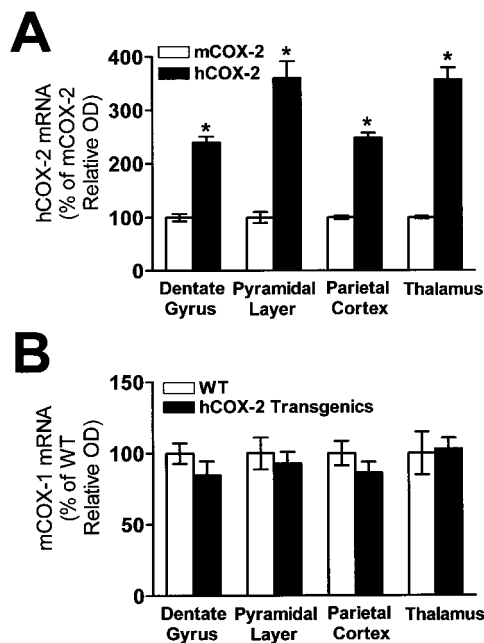 A
hCOX-2 mRNA
(% of mCOX-2
Relative OD)
400
300
200
100
0
mCOX-2
hCOX-2
*
*
*
*
Dentate
Gyrus
Pyramidal
Layer
Parietal
Cortex
Thalamus
B
mCOX-1 mRNA
(% of WT
Relative OD)
150
100
50
0
WT
hCOX-2 Transgenics
Dentate
Gyrus
Pyramidal
Layer
Parietal
Cortex
Thalamus